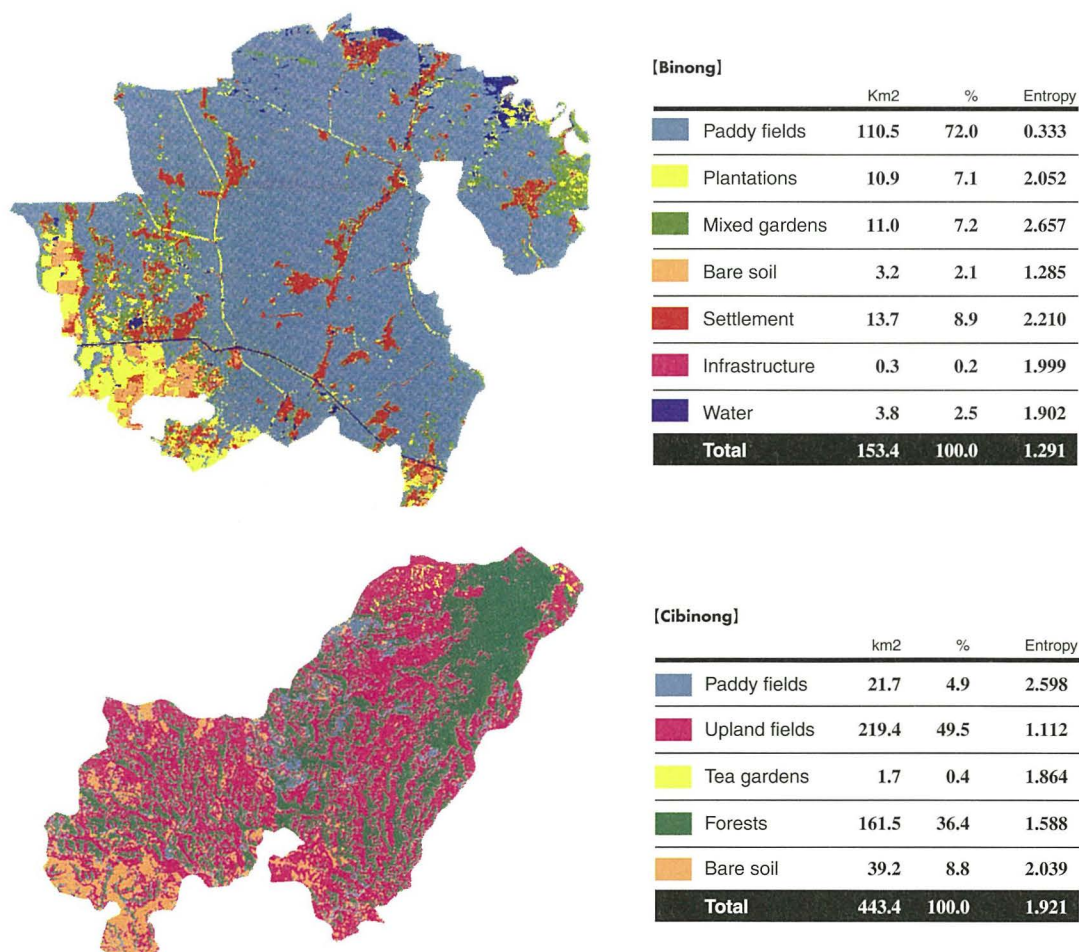 [Binong]
Km2 % Entropy
Paddy fields 110.5 72.0 0.333
Plantations 10.9 7.1 2.052
Mixed gardens 11.0 7.2 2.657
Bare soil 3.2 2.1 1.285
Settlement 13.7 8.9 2.210
Infrastructure 0.3 0.2 1.999
Water 3.8 2.5 1.902
Total 153.4 100.0 1.291
[Cibinong]
km2 % Entropy
Paddy fields 21.7 4.9 2.598
Upland fields 219.4 49.5 1.112
Tea gardens 1.7 0.4 1.864
Forests 161.5 36.4 1.588
Bare soil 39.2 8.8 2.039
Total 443.4 100.0 1.921